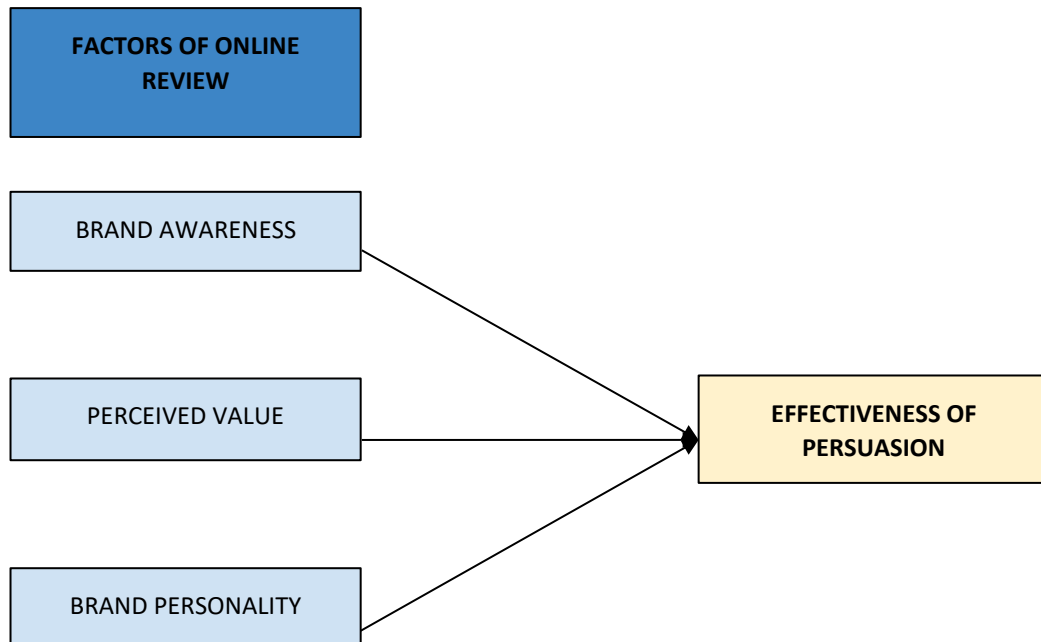 FACTORS OF ONLINE
REVIEW
BRAND AWARENESS
PERCEIVED VALUE
EFFECTIVENESS OF
PERSUASION
BRAND PERSONALITY